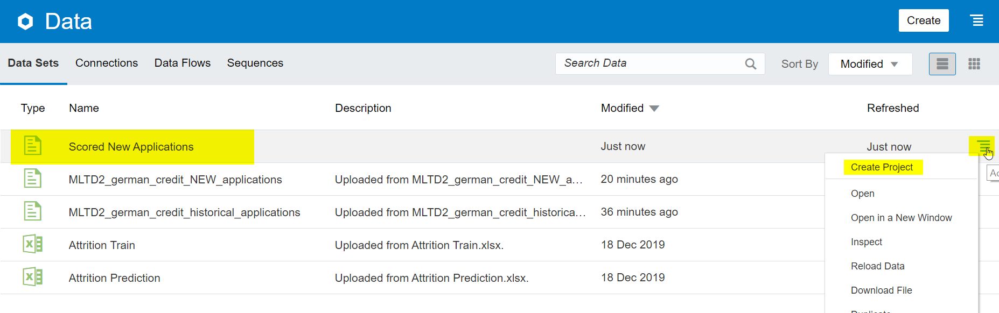 Data
Create
Data Sets Connections Data Flows Sequences
Search Data
Sort By Modified
Type Name Description Modified Refreshed
Scored New Applications Just now Just now
Create Project
MLTD2_german_credit_NEW_applications Uploaded from MLTD2_german_credit_NEW_a... 20 minutes ago
Open
MLTD2_german_credit_historical_applications Uploaded from MLTD2_german_credit_historica... 36 minutes ago
Open in a New Window
Attrition Train Uploaded from Attrition Train.xlsx. 18 Dec 2019
Inspect
Reload Data
Attrition Prediction Uploaded from Attrition Prediction.xlsx. 18 Dec 2019
Download File